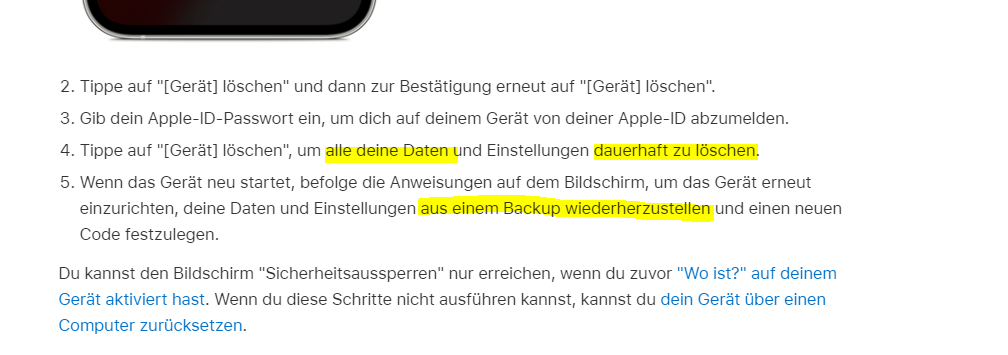 2. Tippe auf "[Gerät] löschen" und dann zur Bestätigung erneut auf "[Gerät] löschen".
3. Gib dein Apple-ID-Passwort ein, um dich auf deinem Gerät von deiner Apple-ID abzumelden.
4. Tippe auf "[Gerät] löschen", um alle deine Daten und Einstellungen dauerhaft zu löschen.
5. Wenn das Gerät neu startet, befolge die Anweisungen auf dem Bildschirm, um das Gerät erneut
einzurichten, deine Daten und Einstellungen aus einem Backup wiederherzustellen und einen neuen
Code festzulegen.
Du kannst den Bildschirm "Sicherheitsaussperren" nur erreichen, wenn du zuvor "Wo ist?" auf deinem
Gerät aktiviert hast. Wenn du diese Schritte nicht ausführen kannst, kannst du dein Gerät über einen
Computer zurücksetzen.